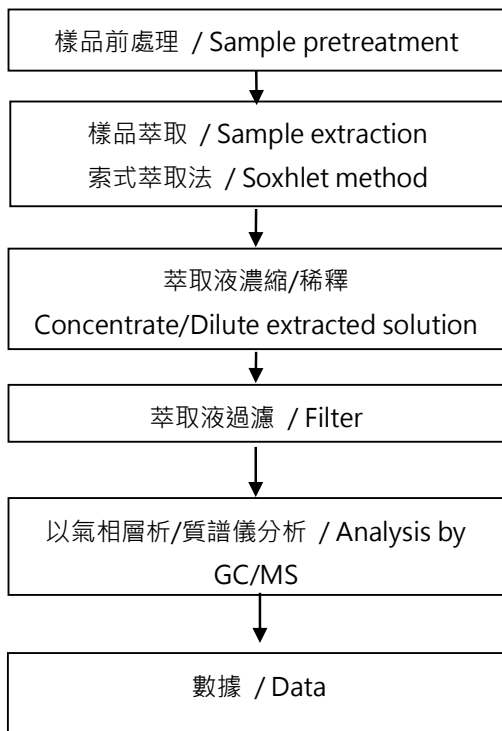 樣品前處理 / Sample pretreatment
樣品萃取 / Sample extraction
索式萃取法 / Soxhlet method
萃取液濃縮/稀釋
Concentrate/Dilute extracted solution
萃取液過濾 / Filter
以氣相層析/質譜儀分析 / Analysis by
GC/MS
數據 / Data